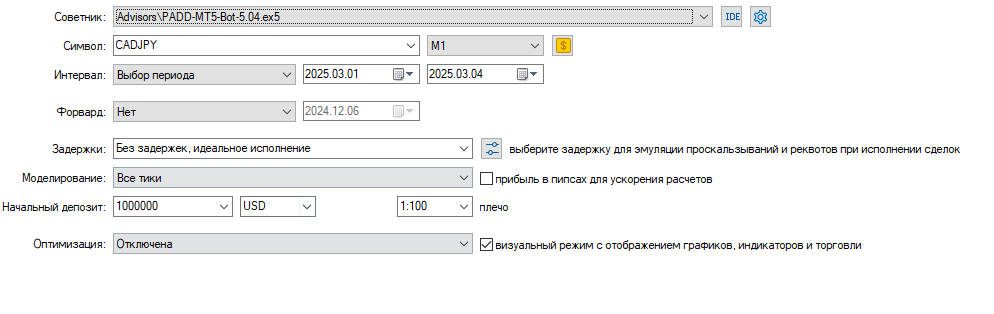 Советник: Advisors\PADD-MT5-Bot-5.04.ex5 IDE
Символ: CADJPY M1 $
Интервал: Выбор периода 2025.03.01 2025.03.04
Форвард: Нет 2024.12.06
Задержки: Без задержек, идеальное исполнение выберите задержку для эмуляции проскальзываний и реквотов при исполнении сделок
Моделирование: Все тики прибыль в пипсах для ускорения расчетов
Начальный депозит: 1000000 USD 1:100 плечо
Оптимизация: Отключена визуальный режим с отображением графиков, индикаторов и торговли